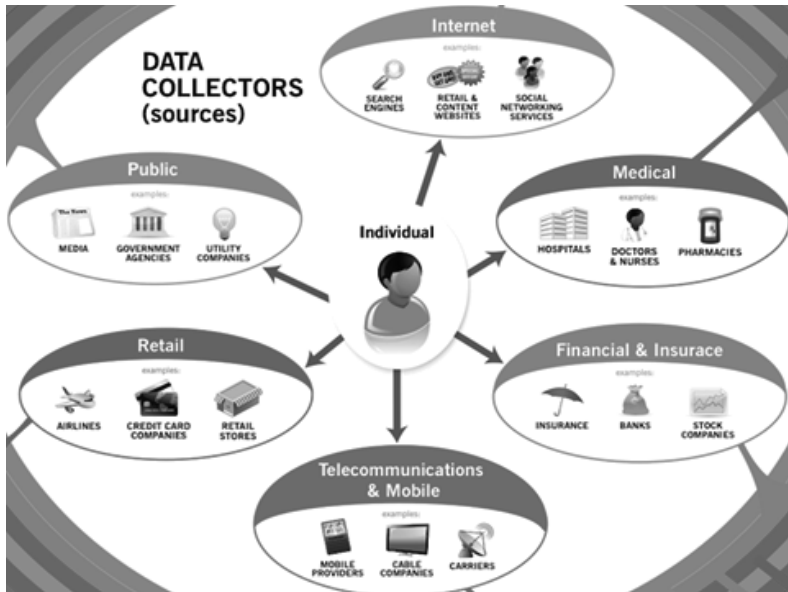 DATA
COLLECTORS
(sources)
Internet
examples:
SEARCH
ENGINES
RETAIL &
CONTENT
WEBSITES
SOCIAL
NETWORKING
SERVICES
Public
examples:
MEDIA
GOVERNMENT
AGENCIES
UTILITY
COMPANIES
Individual
Medical
examples:
HOSPITALS
DOCTORS
& NURSES
PHARMACIES
Retail
examples:
AIRLINES
CREDIT CARD
COMPANIES
RETAIL
STORES
Financial & Insurace
examples:
INSURANCE
BANKS
STOCK
COMPANIES
Telecommunications
& Mobile
examples:
MOBILE
PROVIDERS
CABLE
COMPANIES
CARRIERS